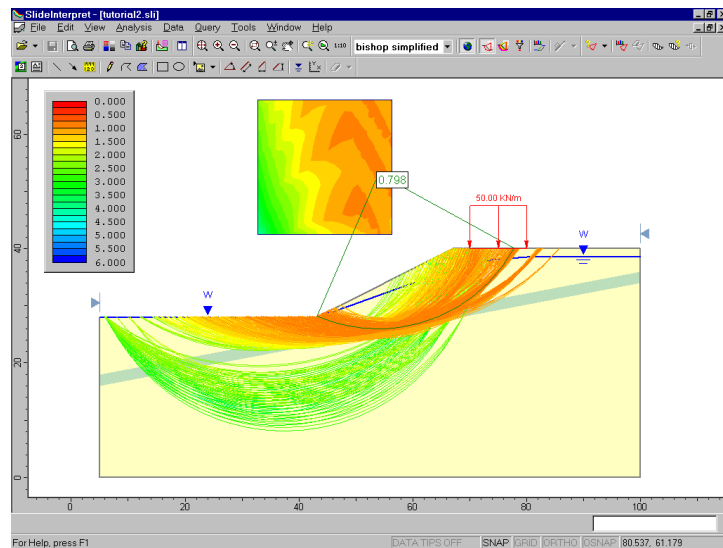 SlideInterpret - [tutorial2.sli]
File Edit View Analysis Data Query Tools Window Help
1:10 bishop simplified
0.000
0.500
1.000
1.500
2.000
2.500
3.000
3.500
4.000
4.500
5.000
5.500
6.000
0.798
50.00 KN/m
W
W
60
40
20
0
0 20 40 60 80 100
For Help, press F1 DATA TIPS OFF SNAP GRID ORTHO OSNAP 80.537, 61.179